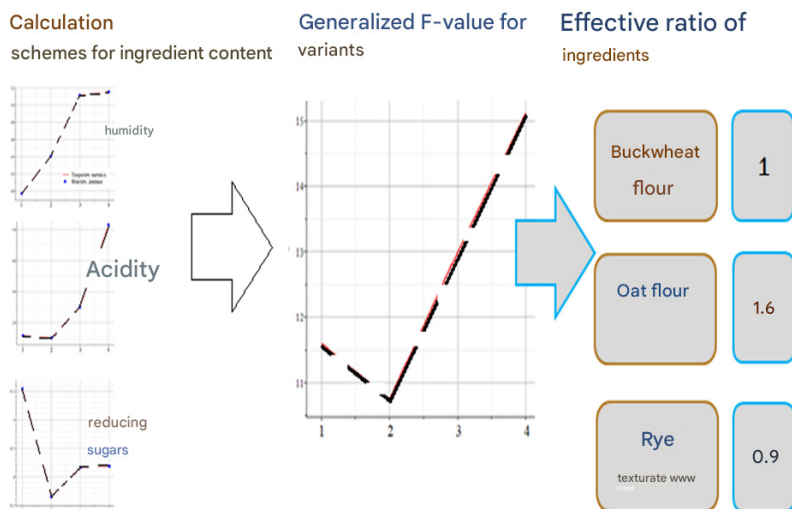 Calculation
schemes for ingredient content
humidity
Acidity
reducing
sugars
Generalized F-value for
variants
15
14
13
12
11
1
2
3
4
Effective ratio of
ingredients
Buckwheat
flour
1
Oat flour
1.6
Rye
texturate www
0.9